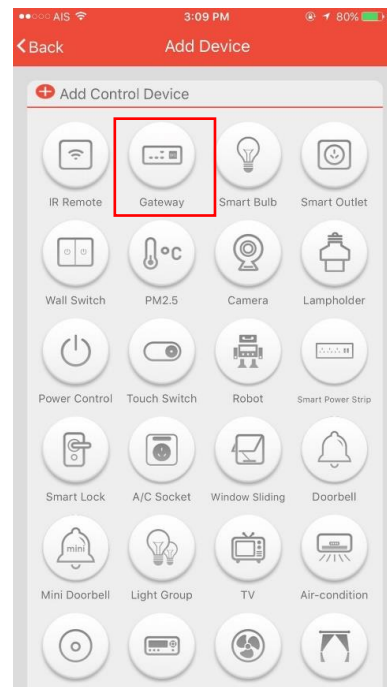 AIS 3:09 PM 80%
Back Add Device
Add Control Device
IR Remote Gateway Smart Bulb Smart Outlet
°C
Wall Switch PM2.5 Camera Lampholder
Power Control Touch Switch Robot Smart Power Strip
Smart Lock A/C Socket Window Sliding Doorbell
mini
Mini Doorbell Light Group TV Air-condition